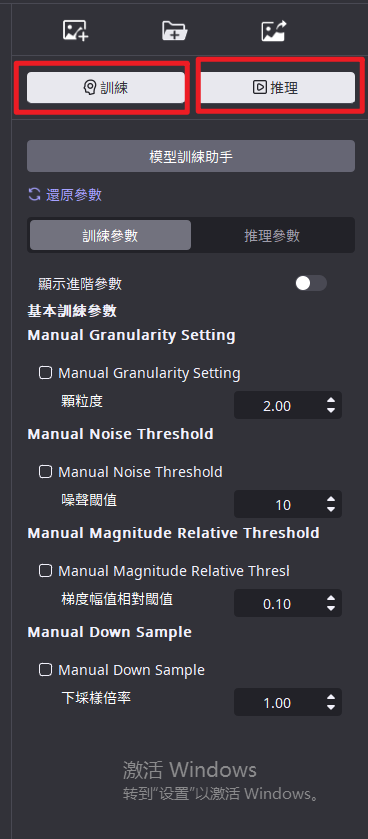 訓練 推理
模型訓練助手
還原參數
訓練參數 推理參數
顯示進階參數
基本訓練參數
Manual Granularity Setting
Manual Granularity Setting
顆粒度 2.00
Manual Noise Threshold
Manual Noise Threshold
噪聲閾值 10
Manual Magnitude Relative Threshold
Manual Magnitude Relative Thresl
梯度幅值相對閾值 0.10
Manual Down Sample
Manual Down Sample
下埰樣倍率 1.00
激活 Windows
转到“设置”以激活 Windows。